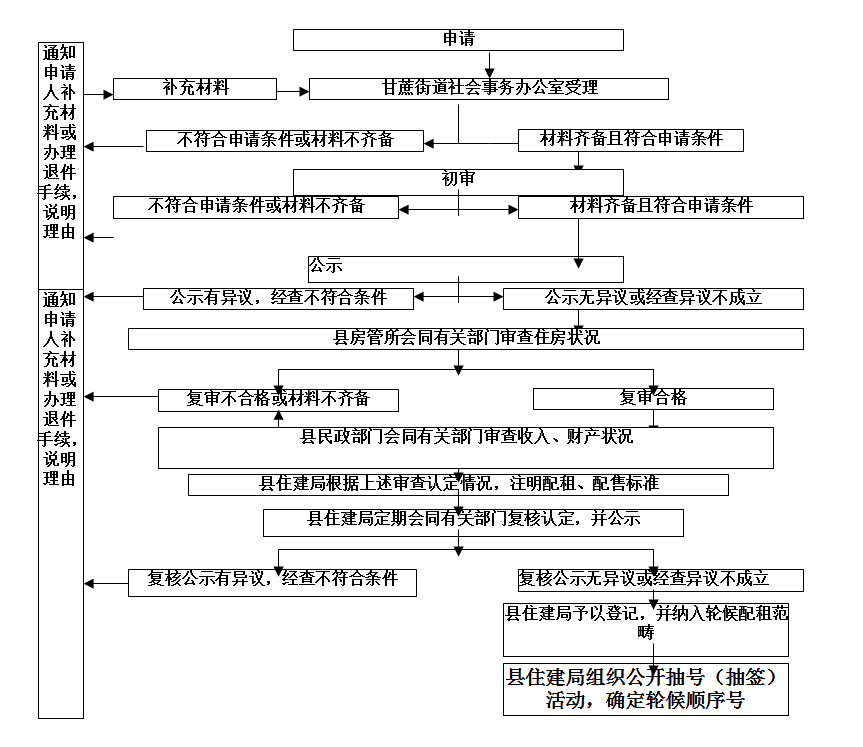 申请
通知
申请
人补
充材
料或
办理
退件
手续，
说明
理由
补充材料
甘蔗街道社会事务办公室受理
不符合申请条件或材料不齐备
材料齐备且符合申请条件
初审
不符合申请条件或材料不齐备
材料齐备且符合申请条件
公示
公示有异议，经查不符合条件
公示无异议或经查异议不成立
通知
申请
人补
充材
料或
办理
退件
手续，
说明
理由
县房管所会同有关部门审查住房状况
复审不合格或材料不齐备
复审合格
县民政部门会同有关部门审查收入、财产状况
县住建局根据上述审查认定情况，注明配租、配售标准
县住建局定期会同有关部门复核认定，并公示
复核公示有异议，经查不符合条件
复核公示无异议或经查异议不成立
县住建局予以登记，并纳入轮候配租范
畴
县住建局组织公开抽号（抽签）
活动，确定轮候顺序号